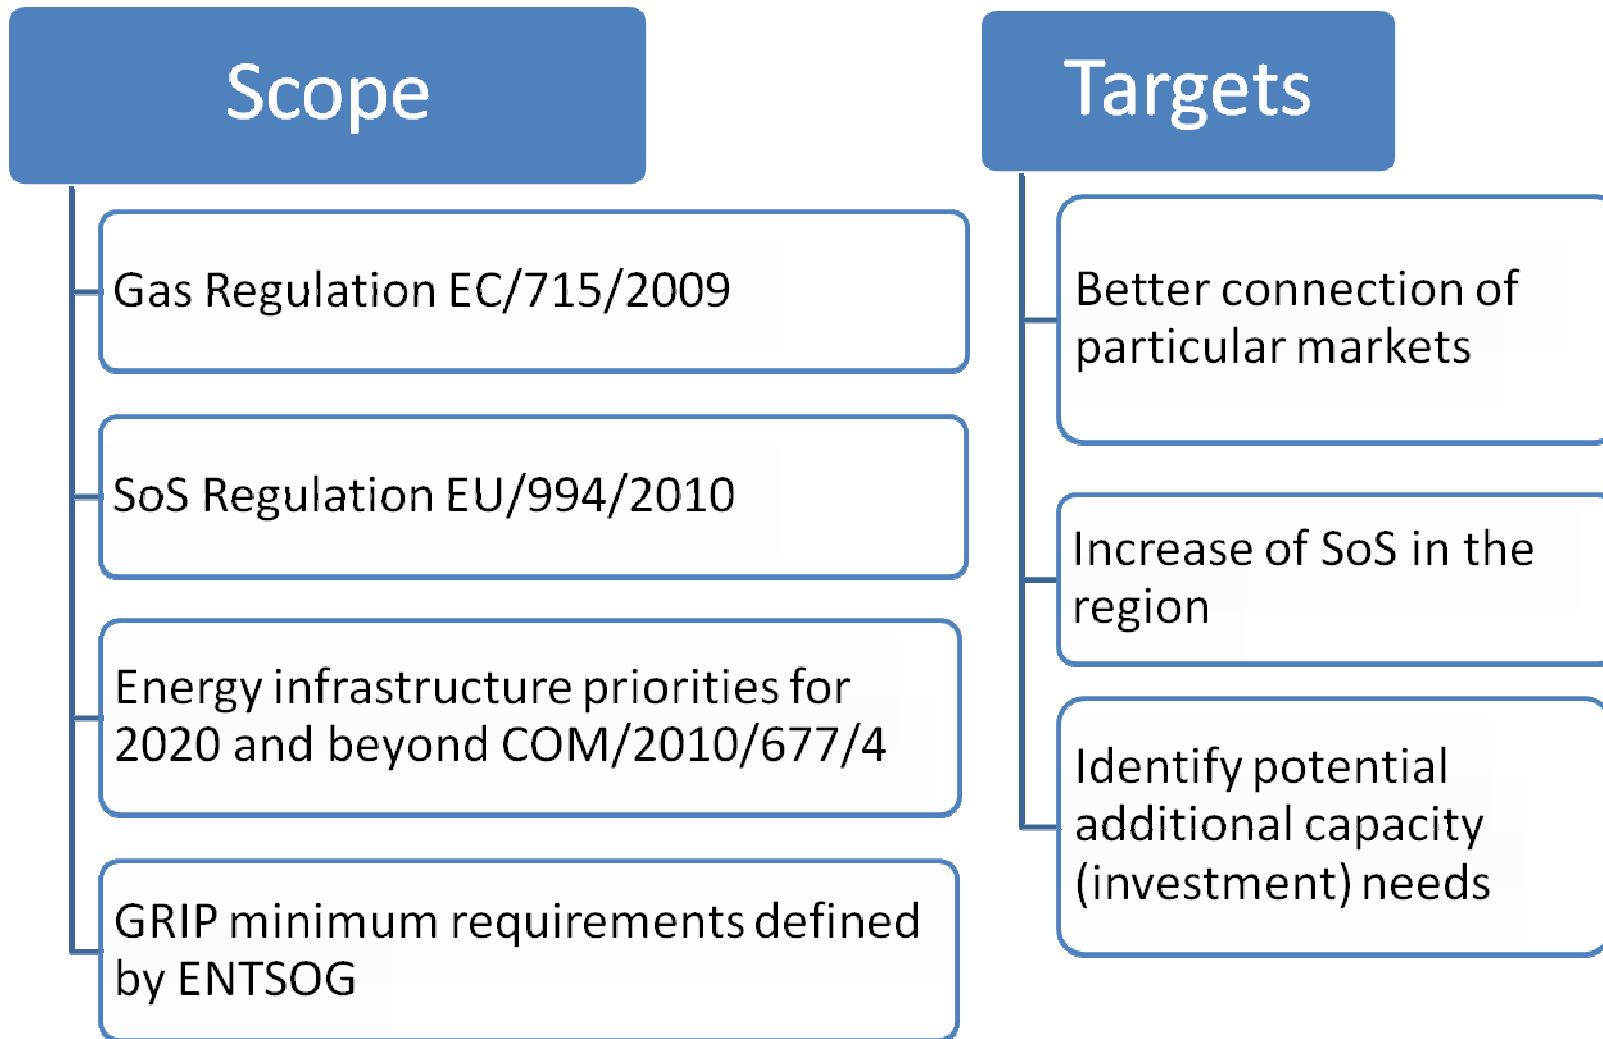 Scope
Gas Regulation EC/715/2009
SoS Regulation EU/994/2010
Energy infrastructure priorities for
2020 and beyond COM/2010/677/4
GRIP minimum requirements defined
by ENTSOG
Targets
Better connection of
particular markets
Increase of SoS in the
region
Identify potential
additional capacity
(investment) needs